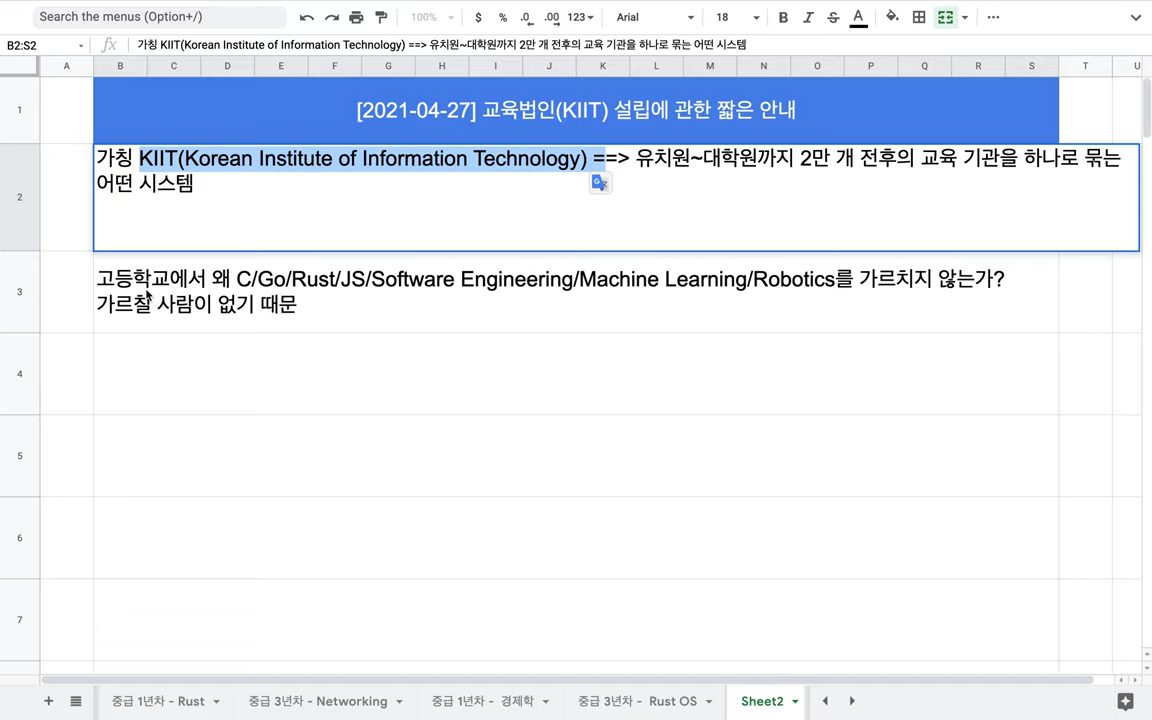 Search the menus (Option+/)
100%
$
%
.0
.00
123
Arial
18
B
I
S
A
B2:S2
fx
가칭 KIIT(Korean Institute of Information Technology) ==> 유치원~대학원까지 2만 개 전후의 교육 기관을 하나로 묶는 어떤 시스템
A B C D E F G H I J K L M N O P Q R S T U
1
[2021-04-27] 교육법인(KIIT) 설립에 관한 짧은 안내
2
가칭 KIIT(Korean Institute of Information Technology) ==> 유치원~대학원까지 2만 개 전후의 교육 기관을 하나로 묶는
어떤 시스템
3
고등학교에서 왜 C/Go/Rust/JS/Software Engineering/Machine Learning/Robotics를 가르치지 않는가?
가르찰 사람이 없기 때문
4
5
6
7
중급 1년차 - Rust
중급 3년차 - Networking
중급 1년차 - 경제학
중급 3년차 - Rust OS
Sheet2